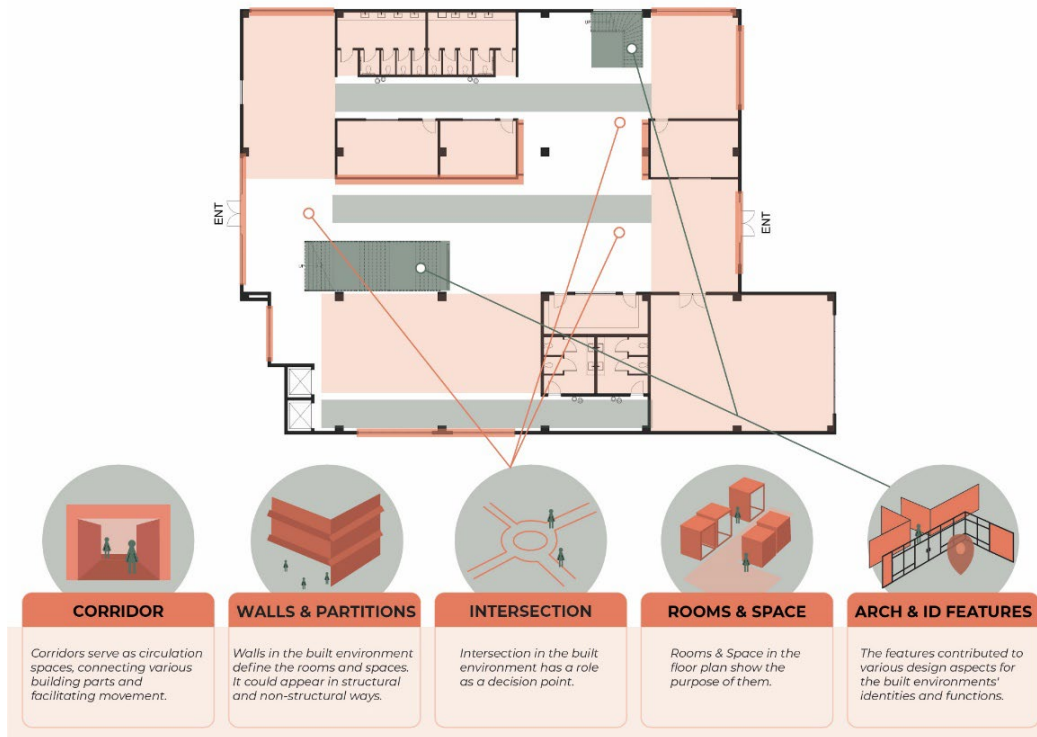 UP
ENT
ENT
UP
CORRIDOR
Corridors serve as circulation
spaces, connecting various
building parts and
facilitating movement.
WALLS & PARTITIONS
Walls in the built environment
define the rooms and spaces.
It could appear in structural
and non-structural ways.
INTERSECTION
Intersection in the built
environment has a role
as a decision point.
ROOMS & SPACE
Rooms & Space in the
floor plan show the
purpose of them.
ARCH & ID FEATURES
The features contributed to
various design aspects for
the built environments'
identities and functions.